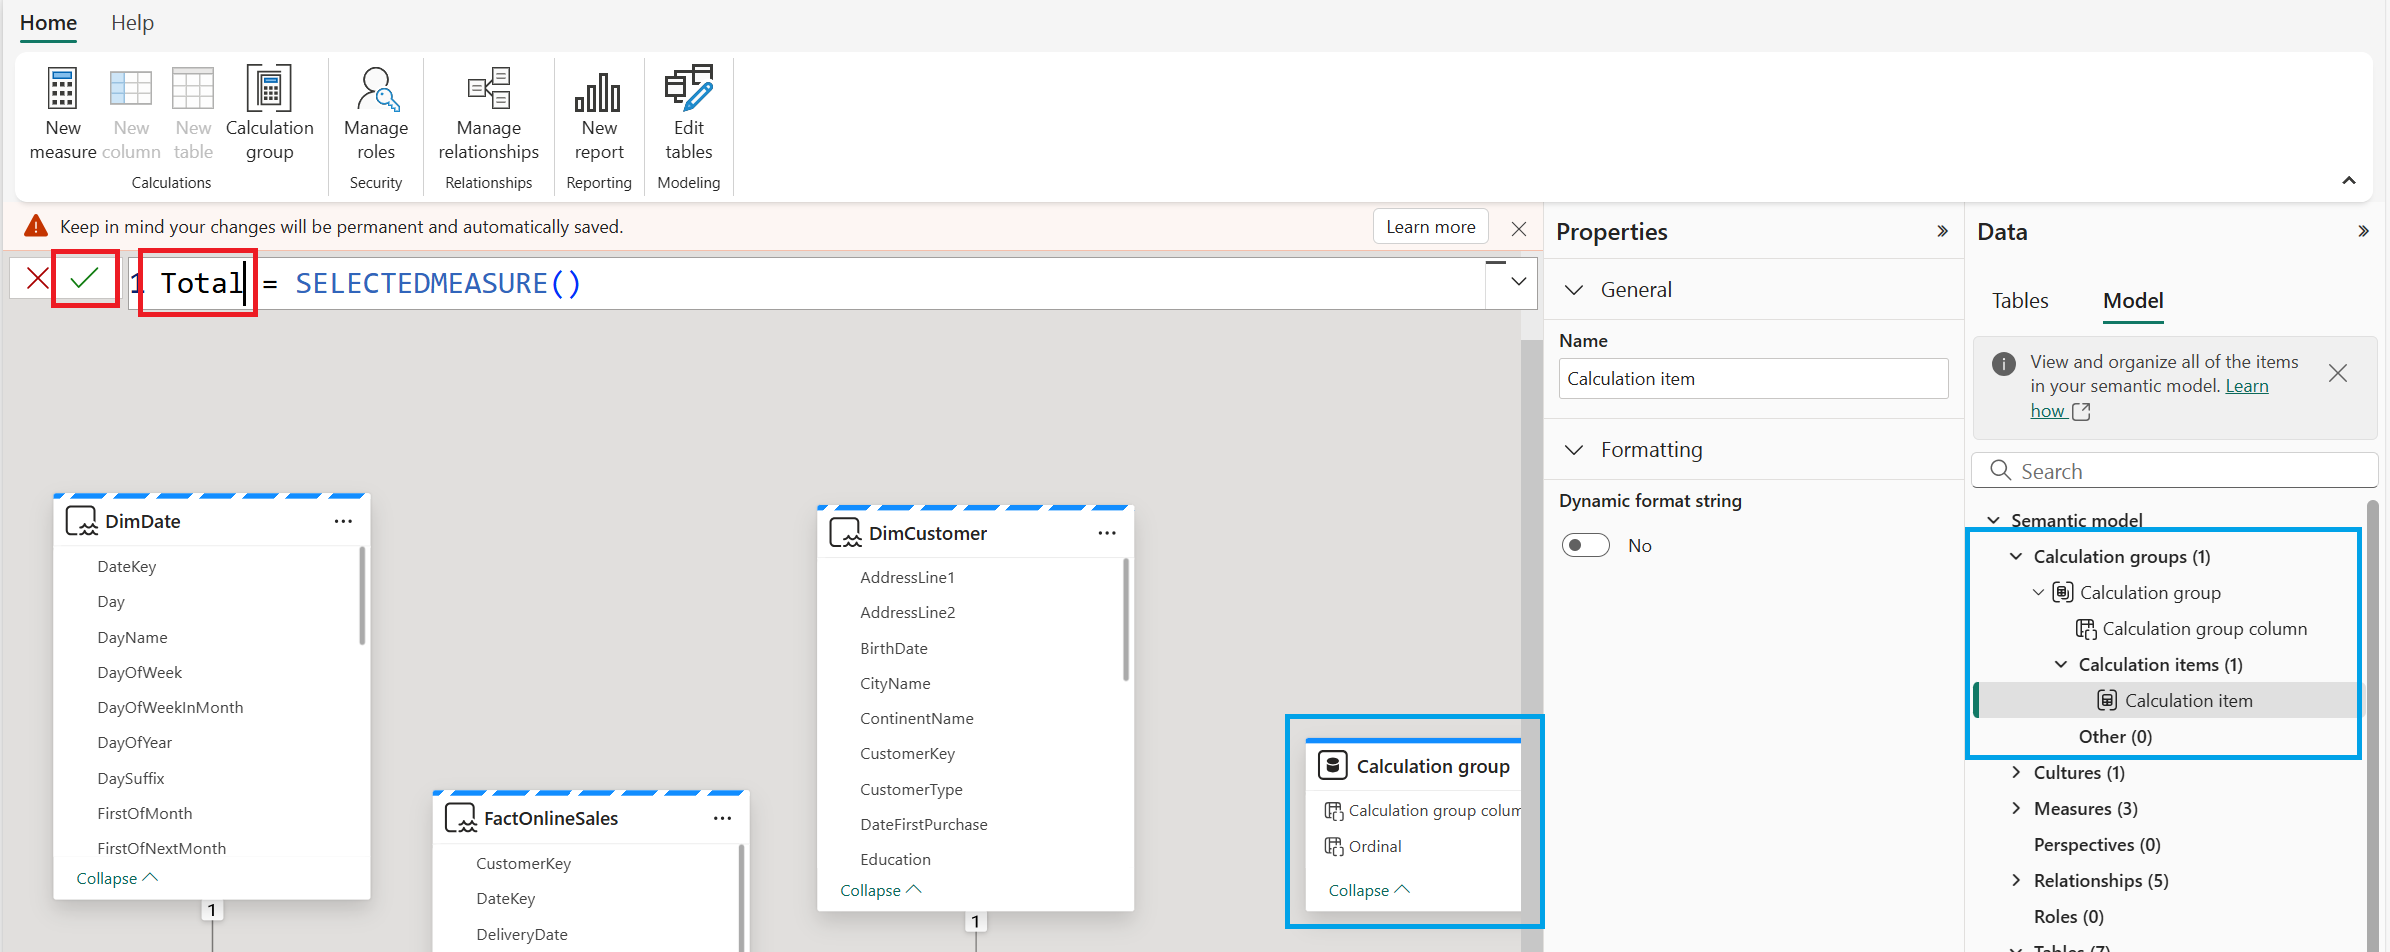 Home Help
New measure
New column
New table
Calculation group
Calculations
Manage roles
Security
Manage relationships
Relationships
New report
Reporting
Edit tables
Modeling
Keep in mind your changes will be permanent and automatically saved.
Learn more
1 Total = SELECTEDMEASURE()
DimDate
DateKey
Day
DayName
DayOfWeek
DayOfWeekInMonth
DayOfYear
DaySuffix
FirstOfMonth
FirstOfNextMonth
Collapse
1
FactOnlineSales
CustomerKey
DateKey
DeliveryDate
DimCustomer
AddressLine1
AddressLine2
BirthDate
CityName
ContinentName
CustomerKey
CustomerType
DateFirstPurchase
Education
Collapse
1
Calculation group
Calculation group colum
Ordinal
Collapse
Properties
General
Name
Calculation item
Formatting
Dynamic format string
No
Data
Tables Model
View and organize all of the items
in your semantic model. Learn
how
Search
Semantic model
Calculation groups (1)
Calculation group
Calculation group column
Calculation items (1)
Calculation item
Other (0)
Cultures (1)
Measures (3)
Perspectives (0)
Relationships (5)
Roles (0)
Tables (7)